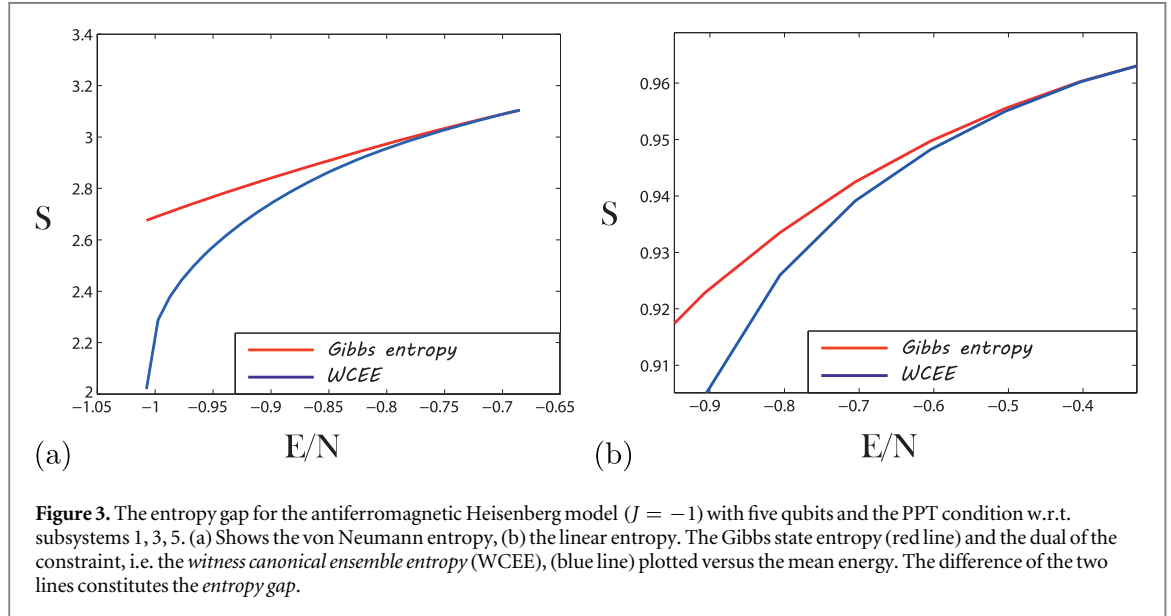 3.4
3.2
3
2.8
2.6
2.4
2.2
2
S
−1.05 −1 −0.95 −0.9 −0.85 −0.8 −0.75 −0.7 −0.65
Gibbs entropy
WCEE
(a)
E/N
0.96
0.95
0.94
0.93
0.92
0.91
S
−0.9 −0.8 −0.7 −0.6 −0.5 −0.4
Gibbs entropy
WCEE
(b)
E/N
Figure 3. The entropy gap for the antiferromagnetic Heisenberg model (J = −1) with five qubits and the PPT condition w.r.t.
subsystems 1, 3, 5. (a) Shows the von Neumann entropy, (b) the linear entropy. The Gibbs state entropy (red line) and the dual of the
constraint, i.e. the witness canonical ensemble entropy (WCEE), (blue line) plotted versus the mean energy. The difference of the two
lines constitutes the entropy gap.